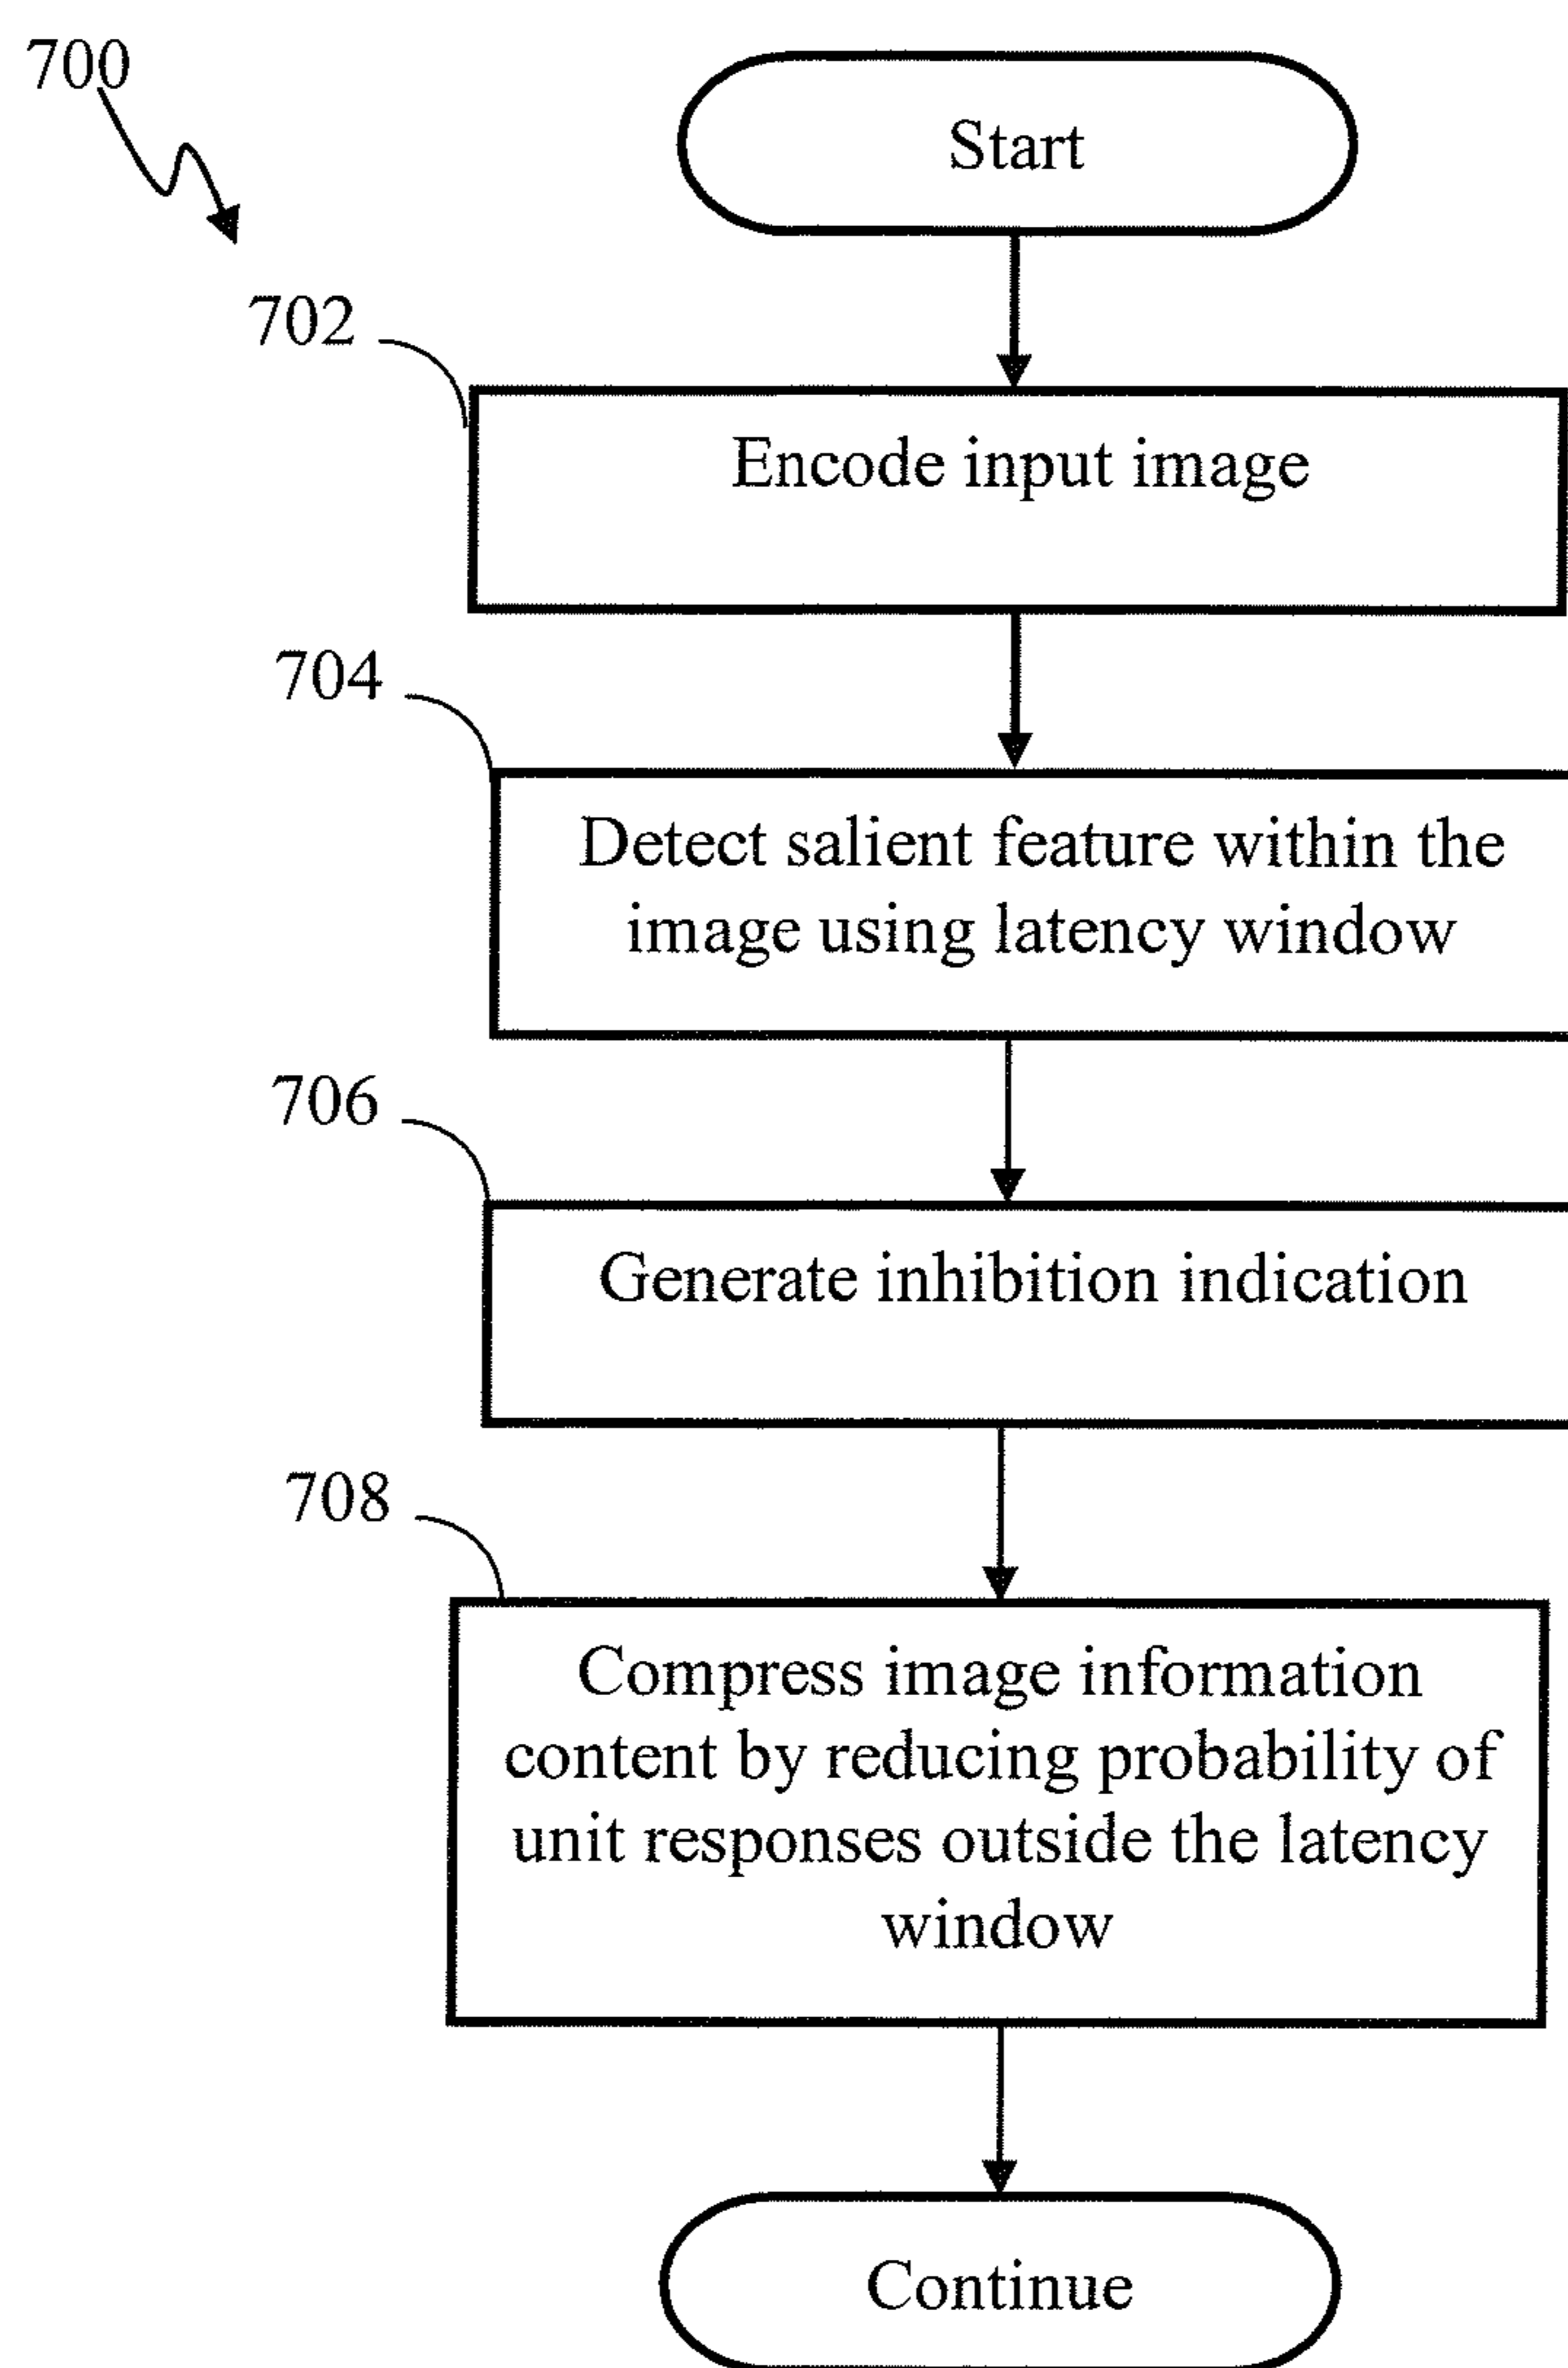 700
Start
702
Encode input image
704
Detect salient feature within the
image using latency window
706
Generate inhibition indication
708
Compress image information
content by reducing probability of
unit responses outside the latency
window
Continue